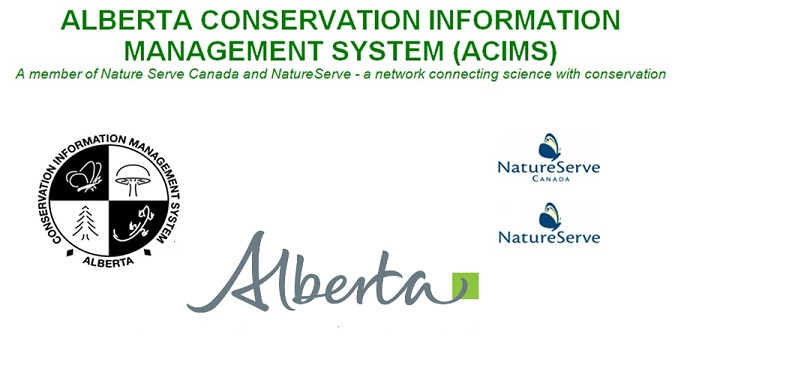 ALBERTA CONSERVATION INFORMATION
MANAGEMENT SYSTEM (ACIMS)
A member of Nature Serve Canada and NatureServe - a network connecting science with conservation
CONSERVATION INFORMATION MANAGEMENT SYSTEM
ALBERTA
NatureServe
CANADA
NatureServe
Alberta